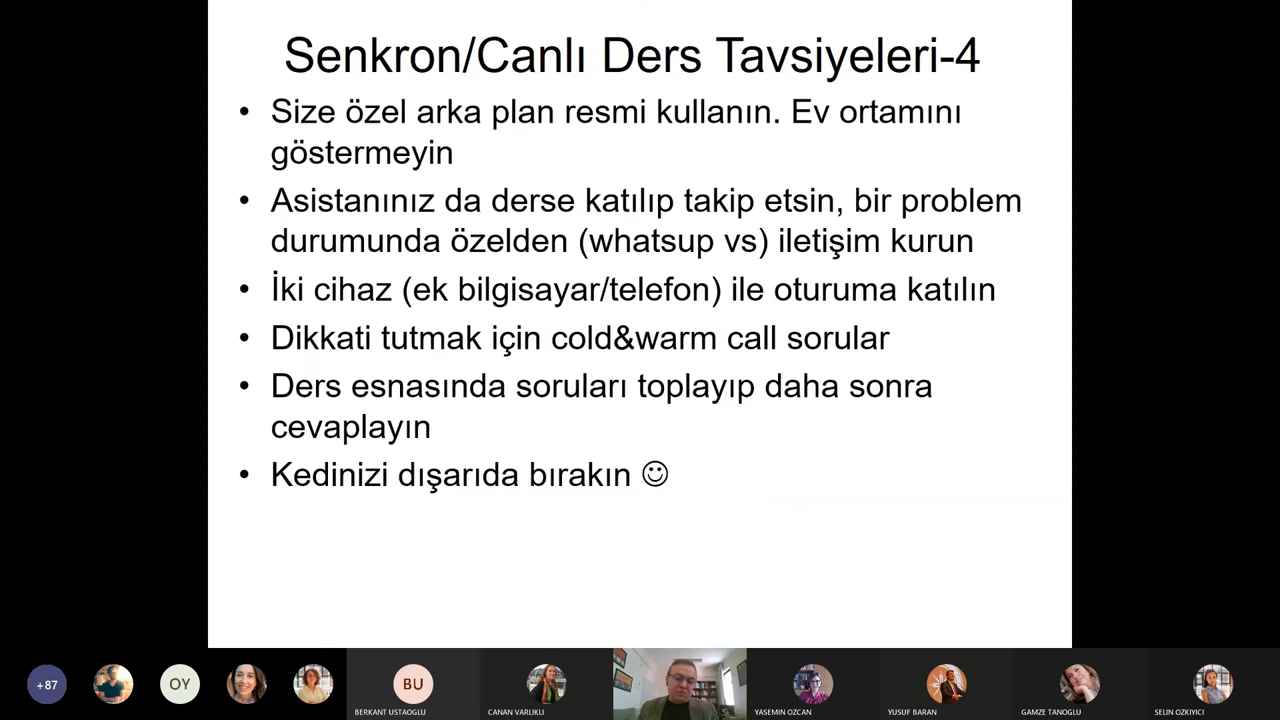 Senkron/Canlı Ders Tavsiyeleri-4
• Size özel arka plan resmi kullanın. Ev ortamını
göstermeyin
• Asistanınız da derse katılıp takip etsin, bir problem
durumunda özelden (whatsup vs) iletişim kurun
• İki cihaz (ek bilgisayar/telefon) ile oturuma katılın
• Dikkati tutmak için cold&warm call sorular
• Ders esnasında soruları toplayıp daha sonra
cevaplayın
• Kedinizi dışarıda bırakın ☺
+87
OY
BU
BERKANT USTAOGLU
CANAN VARLIKLI
YASEMIN OZCAN
YUSUF BARAN
GAMZE TANOGLU
SELIN OZKIYICI